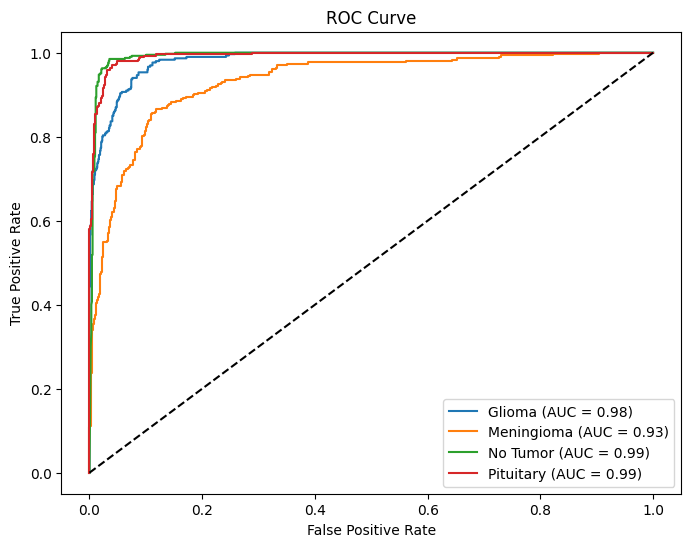 ROC Curve
True Positive Rate
1.0
0.8
0.6
0.4
0.2
0.0
Glioma (AUC = 0.98)
Meningioma (AUC = 0.93)
No Tumor (AUC = 0.99)
Pituitary (AUC = 0.99)
0.0 0.2 0.4 0.6 0.8 1.0
False Positive Rate